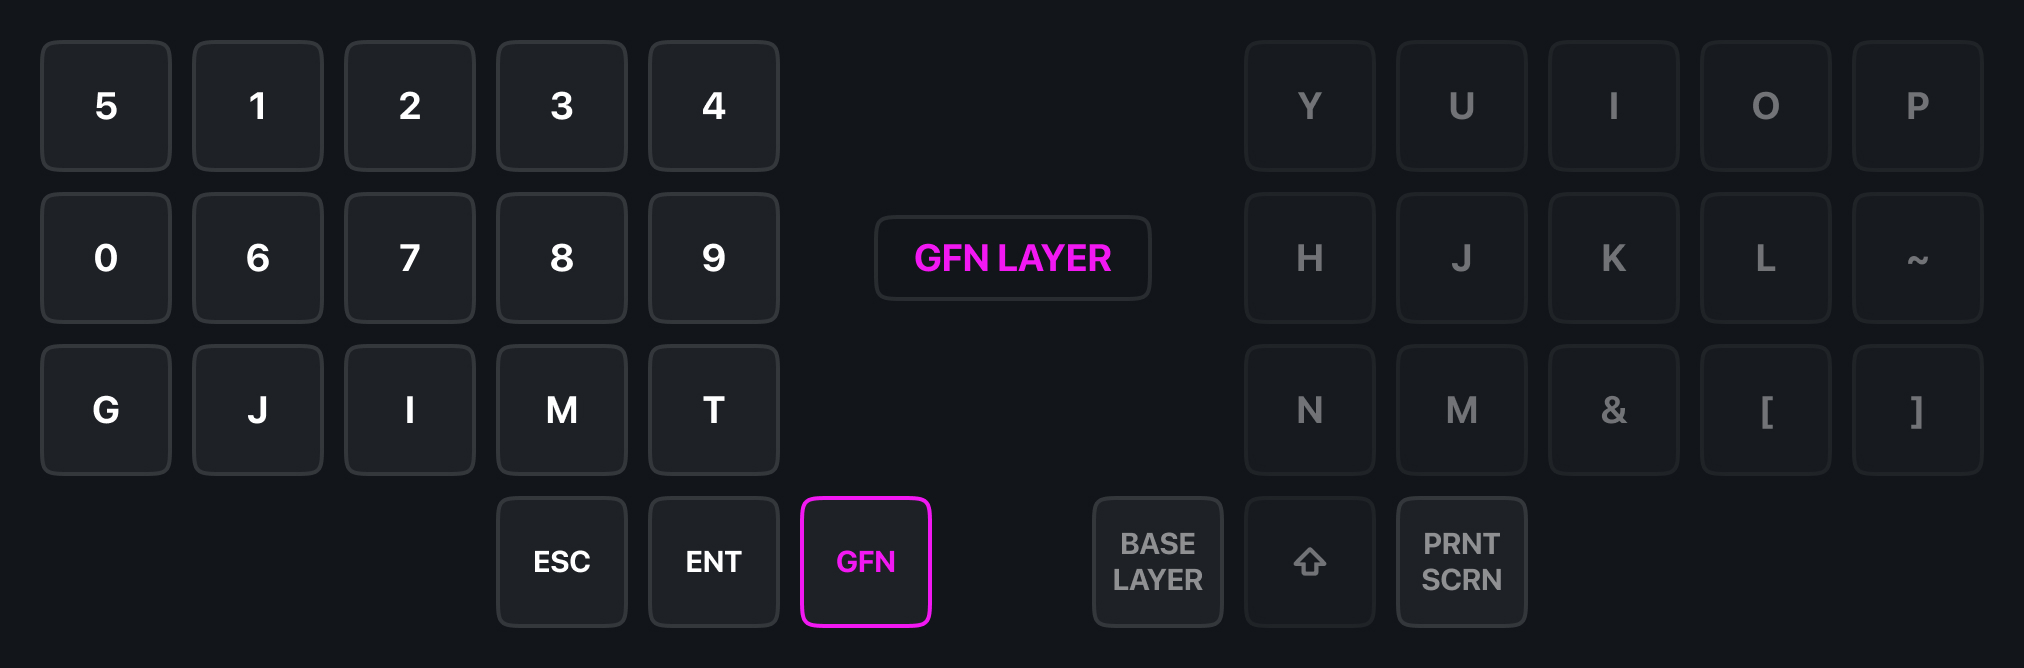 5 1 2 3 4 Y U I O P
0 6 7 8 9 GFN LAYER H J K L ~
G J I M T N M & [ ]
ESC ENT GFN BASE LAYER PRNT SCRN